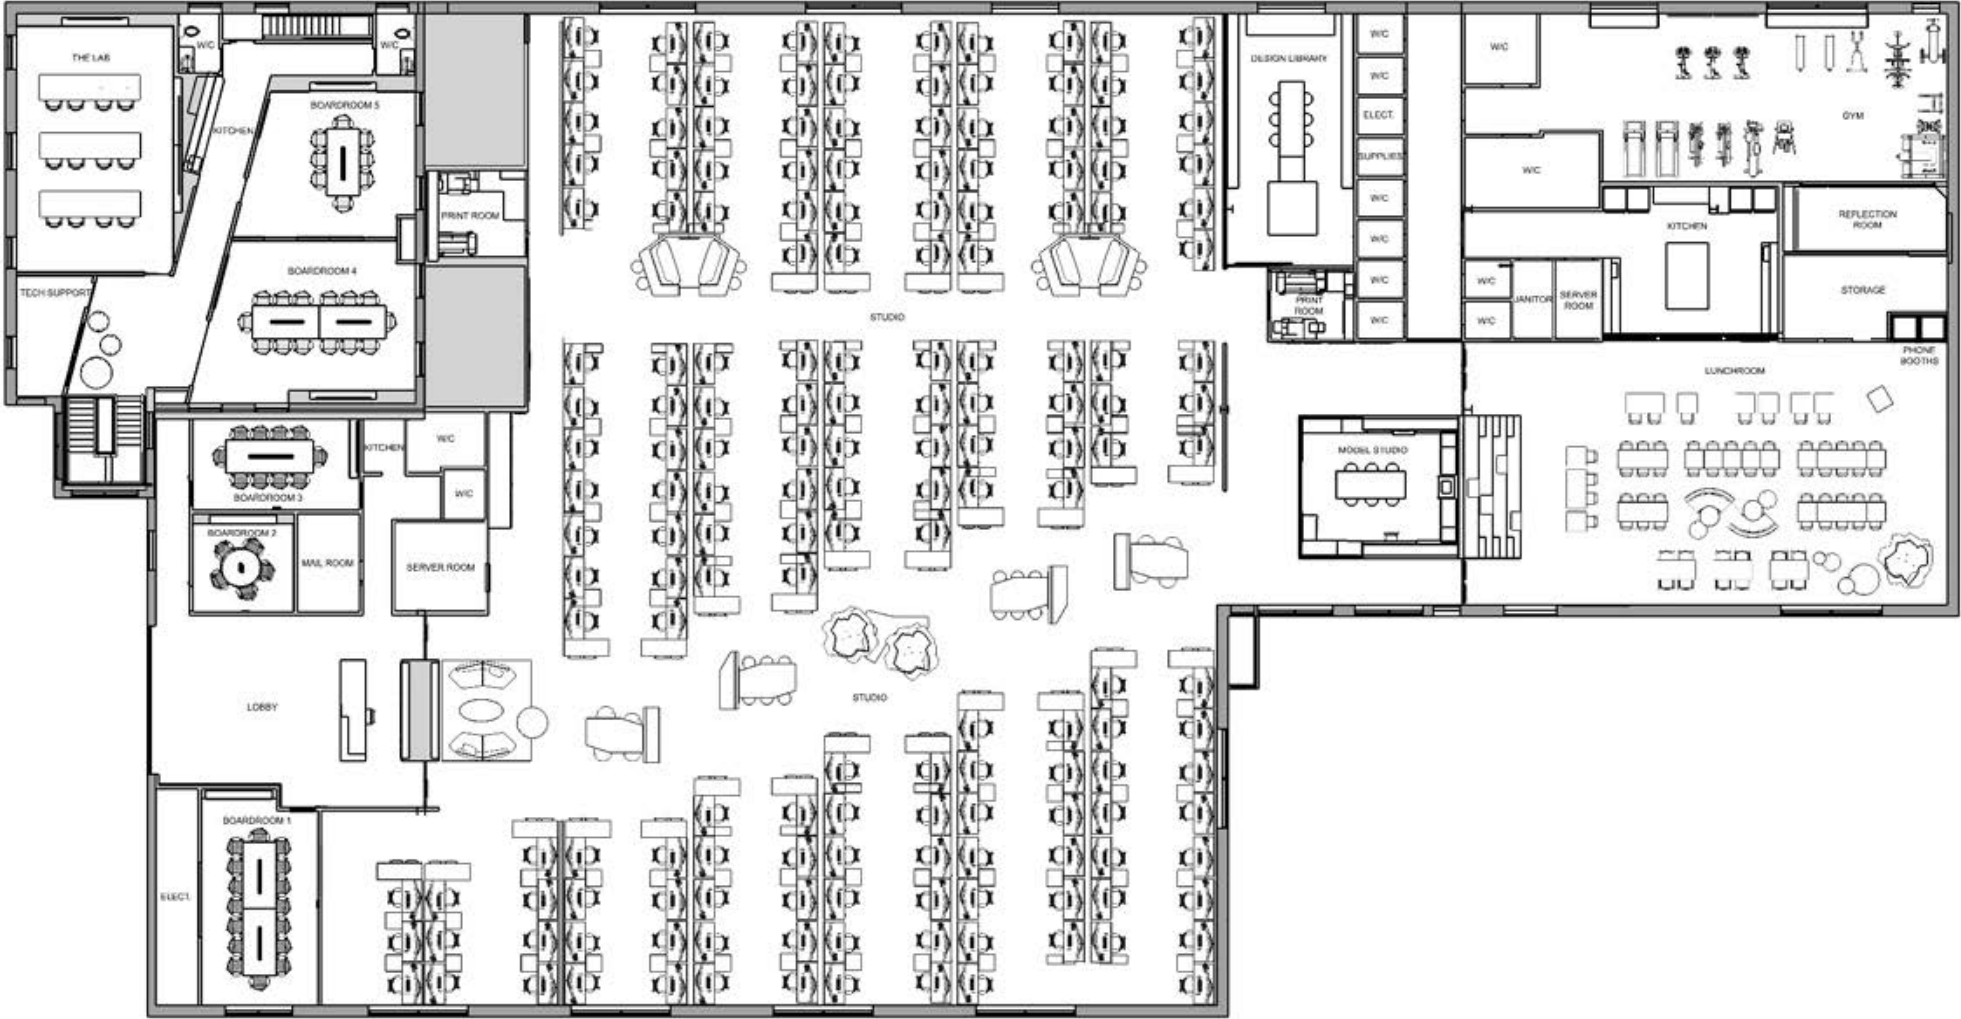 THE LAB
W/C
W/C
BOARDROOM 5
KITCHEN
PRINT ROOM
BOARDROOM 4
TECH SUPPORT
DESIGN LIBRARY
W/C
W/C
ELECT.
SUPPLIES
W/C
W/C
W/C
W/C
PRINT
ROOM
STUDIO
W/C
GYM
W/C
REFLECTION
ROOM
KITCHEN
W/C
W/C
JANITOR
SERVER
ROOM
STORAGE
PHONE
BOOTHS
LUNCHROOM
MODEL STUDIO
KITCHEN
W/C
W/C
BOARDROOM 3
BOARDROOM 2
MAIL ROOM
SERVER ROOM
LOBBY
STUDIO
BOARDROOM 1
ELECT.